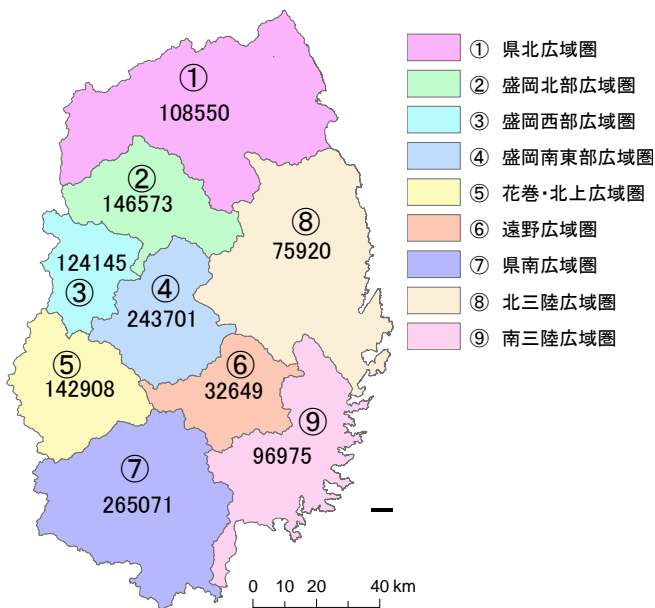 ①
108550
②
146573
124145
③
④
243701
⑤
142908
⑥
32649
⑦
265071
⑧
75920
⑨
96975
① 県北広域圏
② 盛岡北部広域圏
③ 盛岡西部広域圏
④ 盛岡南東部広域圏
⑤ 花巻・北上広域圏
⑥ 遠野広域圏
⑦ 県南広域圏
⑧ 北三陸広域圏
⑨ 南三陸広域圏
0 10 20 40 km